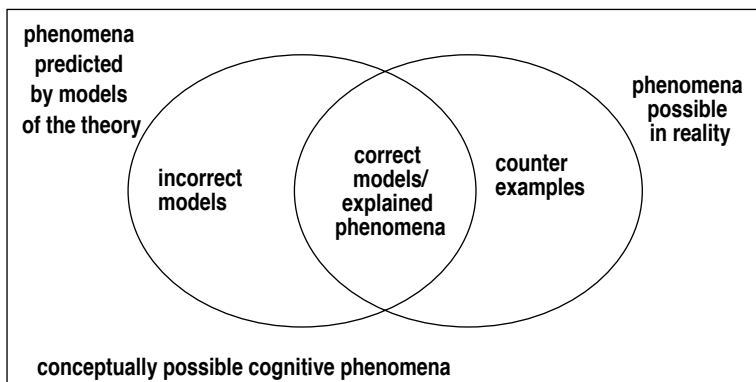 phenomena
predicted
by models
of the theory
phenomena
possible
in reality
incorrect
models
correct
models/
explained
phenomena
counter
examples
conceptually possible cognitive phenomena